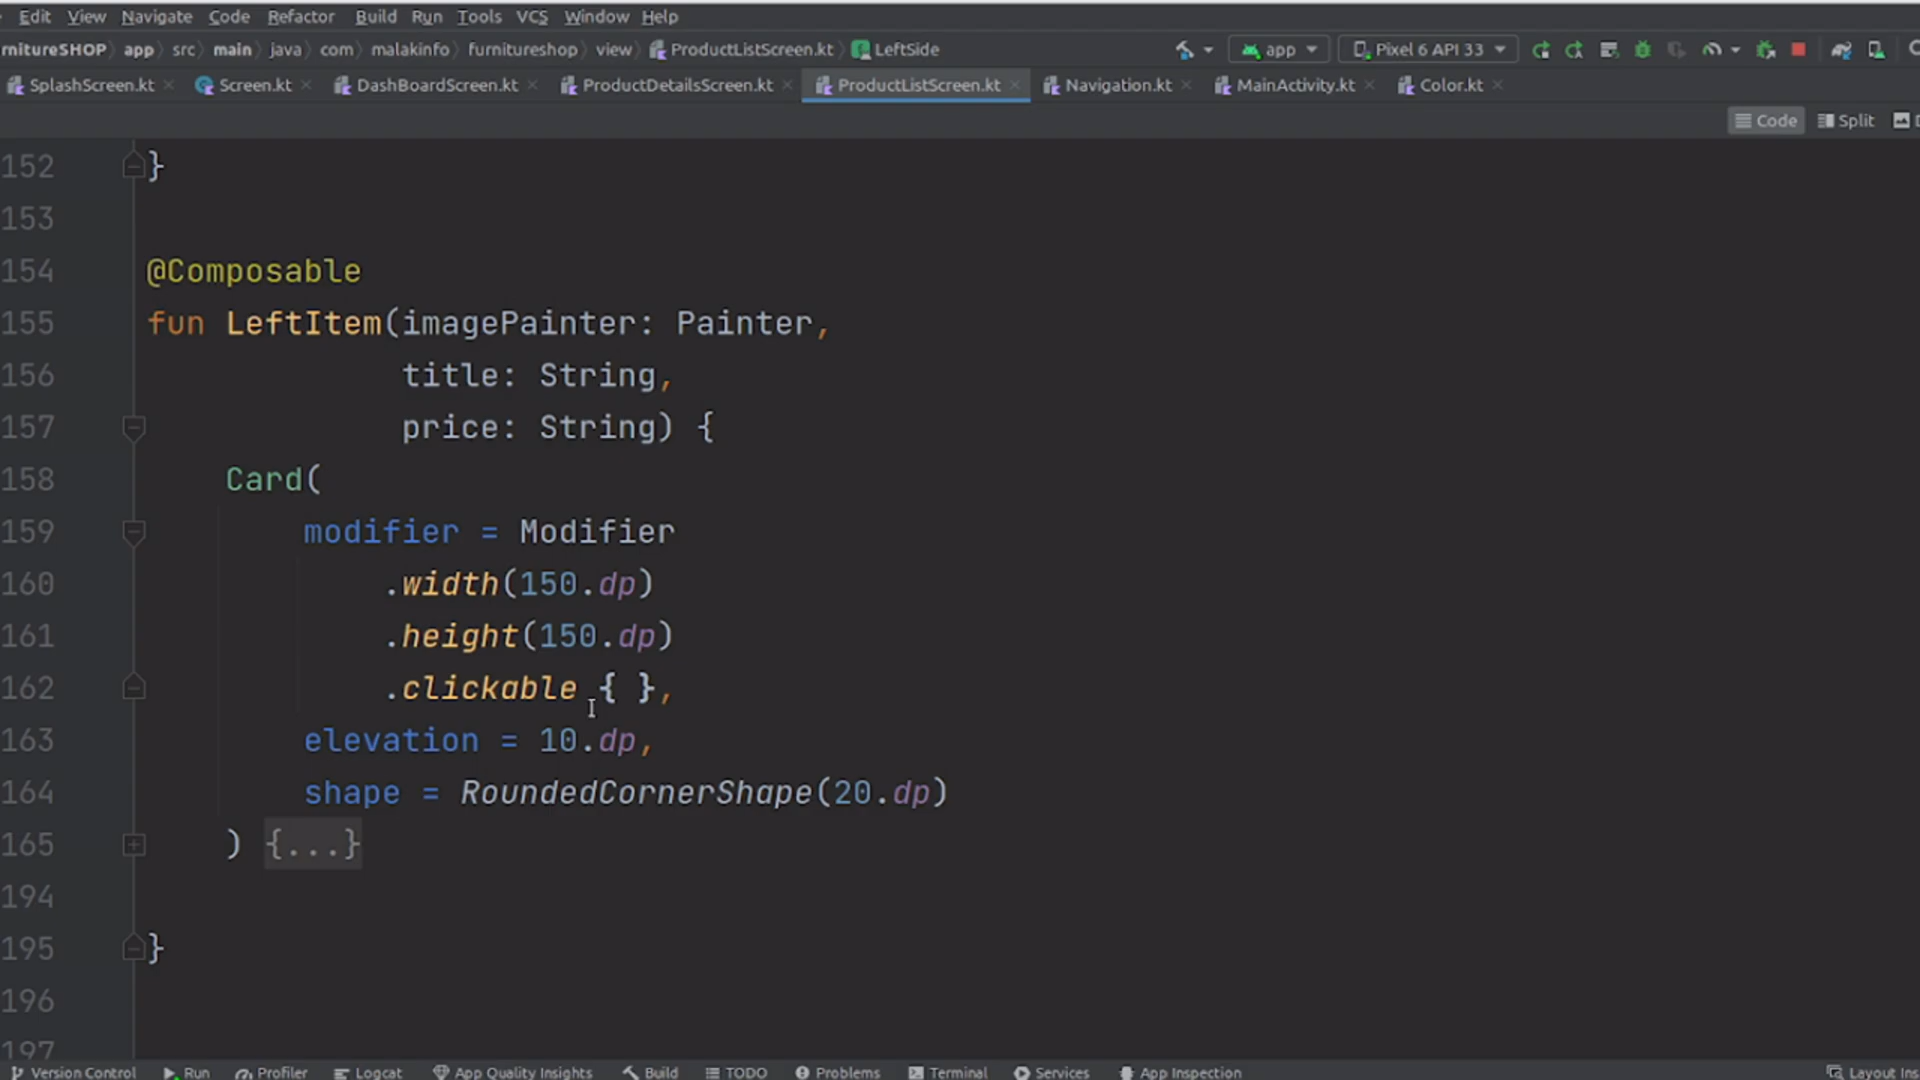 Edit View Navigate Code Refactor Build Run Tools VCS Window Help
rnitureSHOP app src main java com malakinfo furnitureshop view ProductListScreen.kt LeftSide app Pixel 6 API 33
SplashScreen.kt Screen.kt DashBoardScreen.kt ProductDetailsScreen.kt ProductListScreen.kt Navigation.kt MainActivity.kt Color.kt
Code Split
152 }
153
154 @Composable
155 fun LeftItem(imagePainter: Painter,
156 title: String,
157 price: String) {
158 Card(
159 modifier = Modifier
160 .width(150.dp)
161 .height(150.dp)
162 .clickable { },
163 elevation = 10.dp,
164 shape = RoundedCornerShape(20.dp)
165 ) {...}
194
195 }
196
197
Version Control Run Profiler Logcat App Quality Insights Build TODO Problems Terminal Services App Inspection Layout Ins